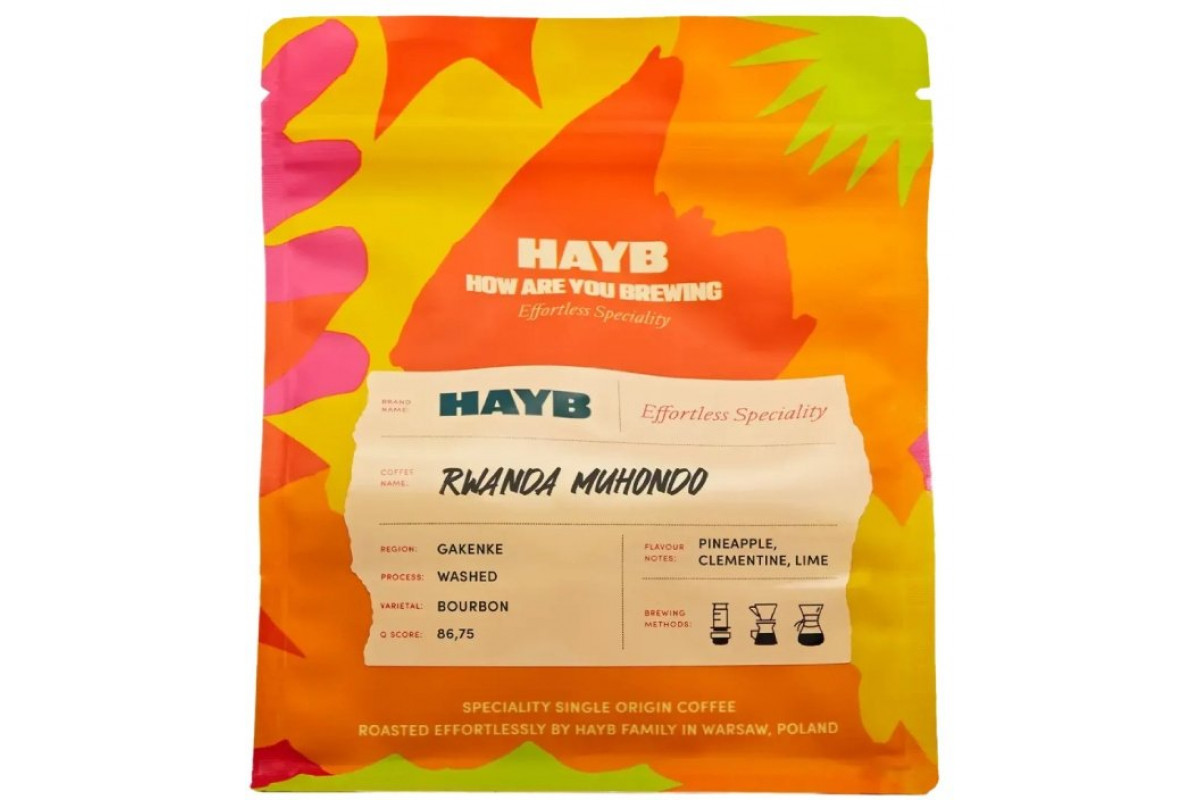 HAYB
HOW ARE YOU BREWING
Effortless Speciality
BRAND NAME: HAYB
Effortless Speciality
COFFEE NAME: RWANDA MUHONDO
REGION: GAKENKE
PROCESS: WASHED
VARIETAL: BOURBON
Q SCORE: 86,75
FLAVOUR NOTES: PINEAPPLE,
CLEMENTINE, LIME
BREWING METHODS:
SPECIALITY SINGLE ORIGIN COFFEE
ROASTED EFFORTLESSLY BY HAYB FAMILY IN WARSAW, POLAND